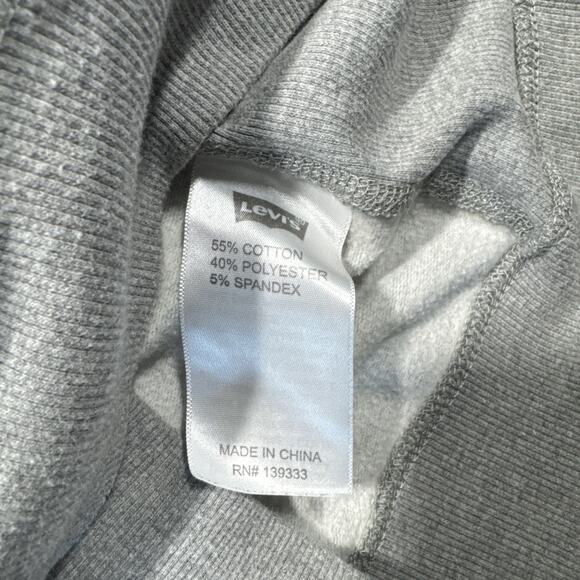 Levi's
55% COTTON
40% POLYESTER
5% SPANDEX
MADE IN CHINA
RN# 139333